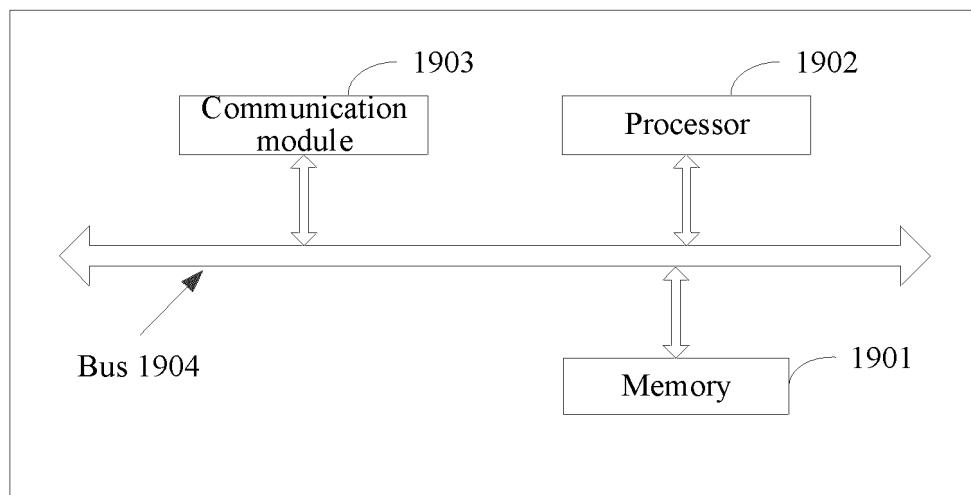 1903
1902
Communication
module
Processor
Bus 1904
1901
Memory